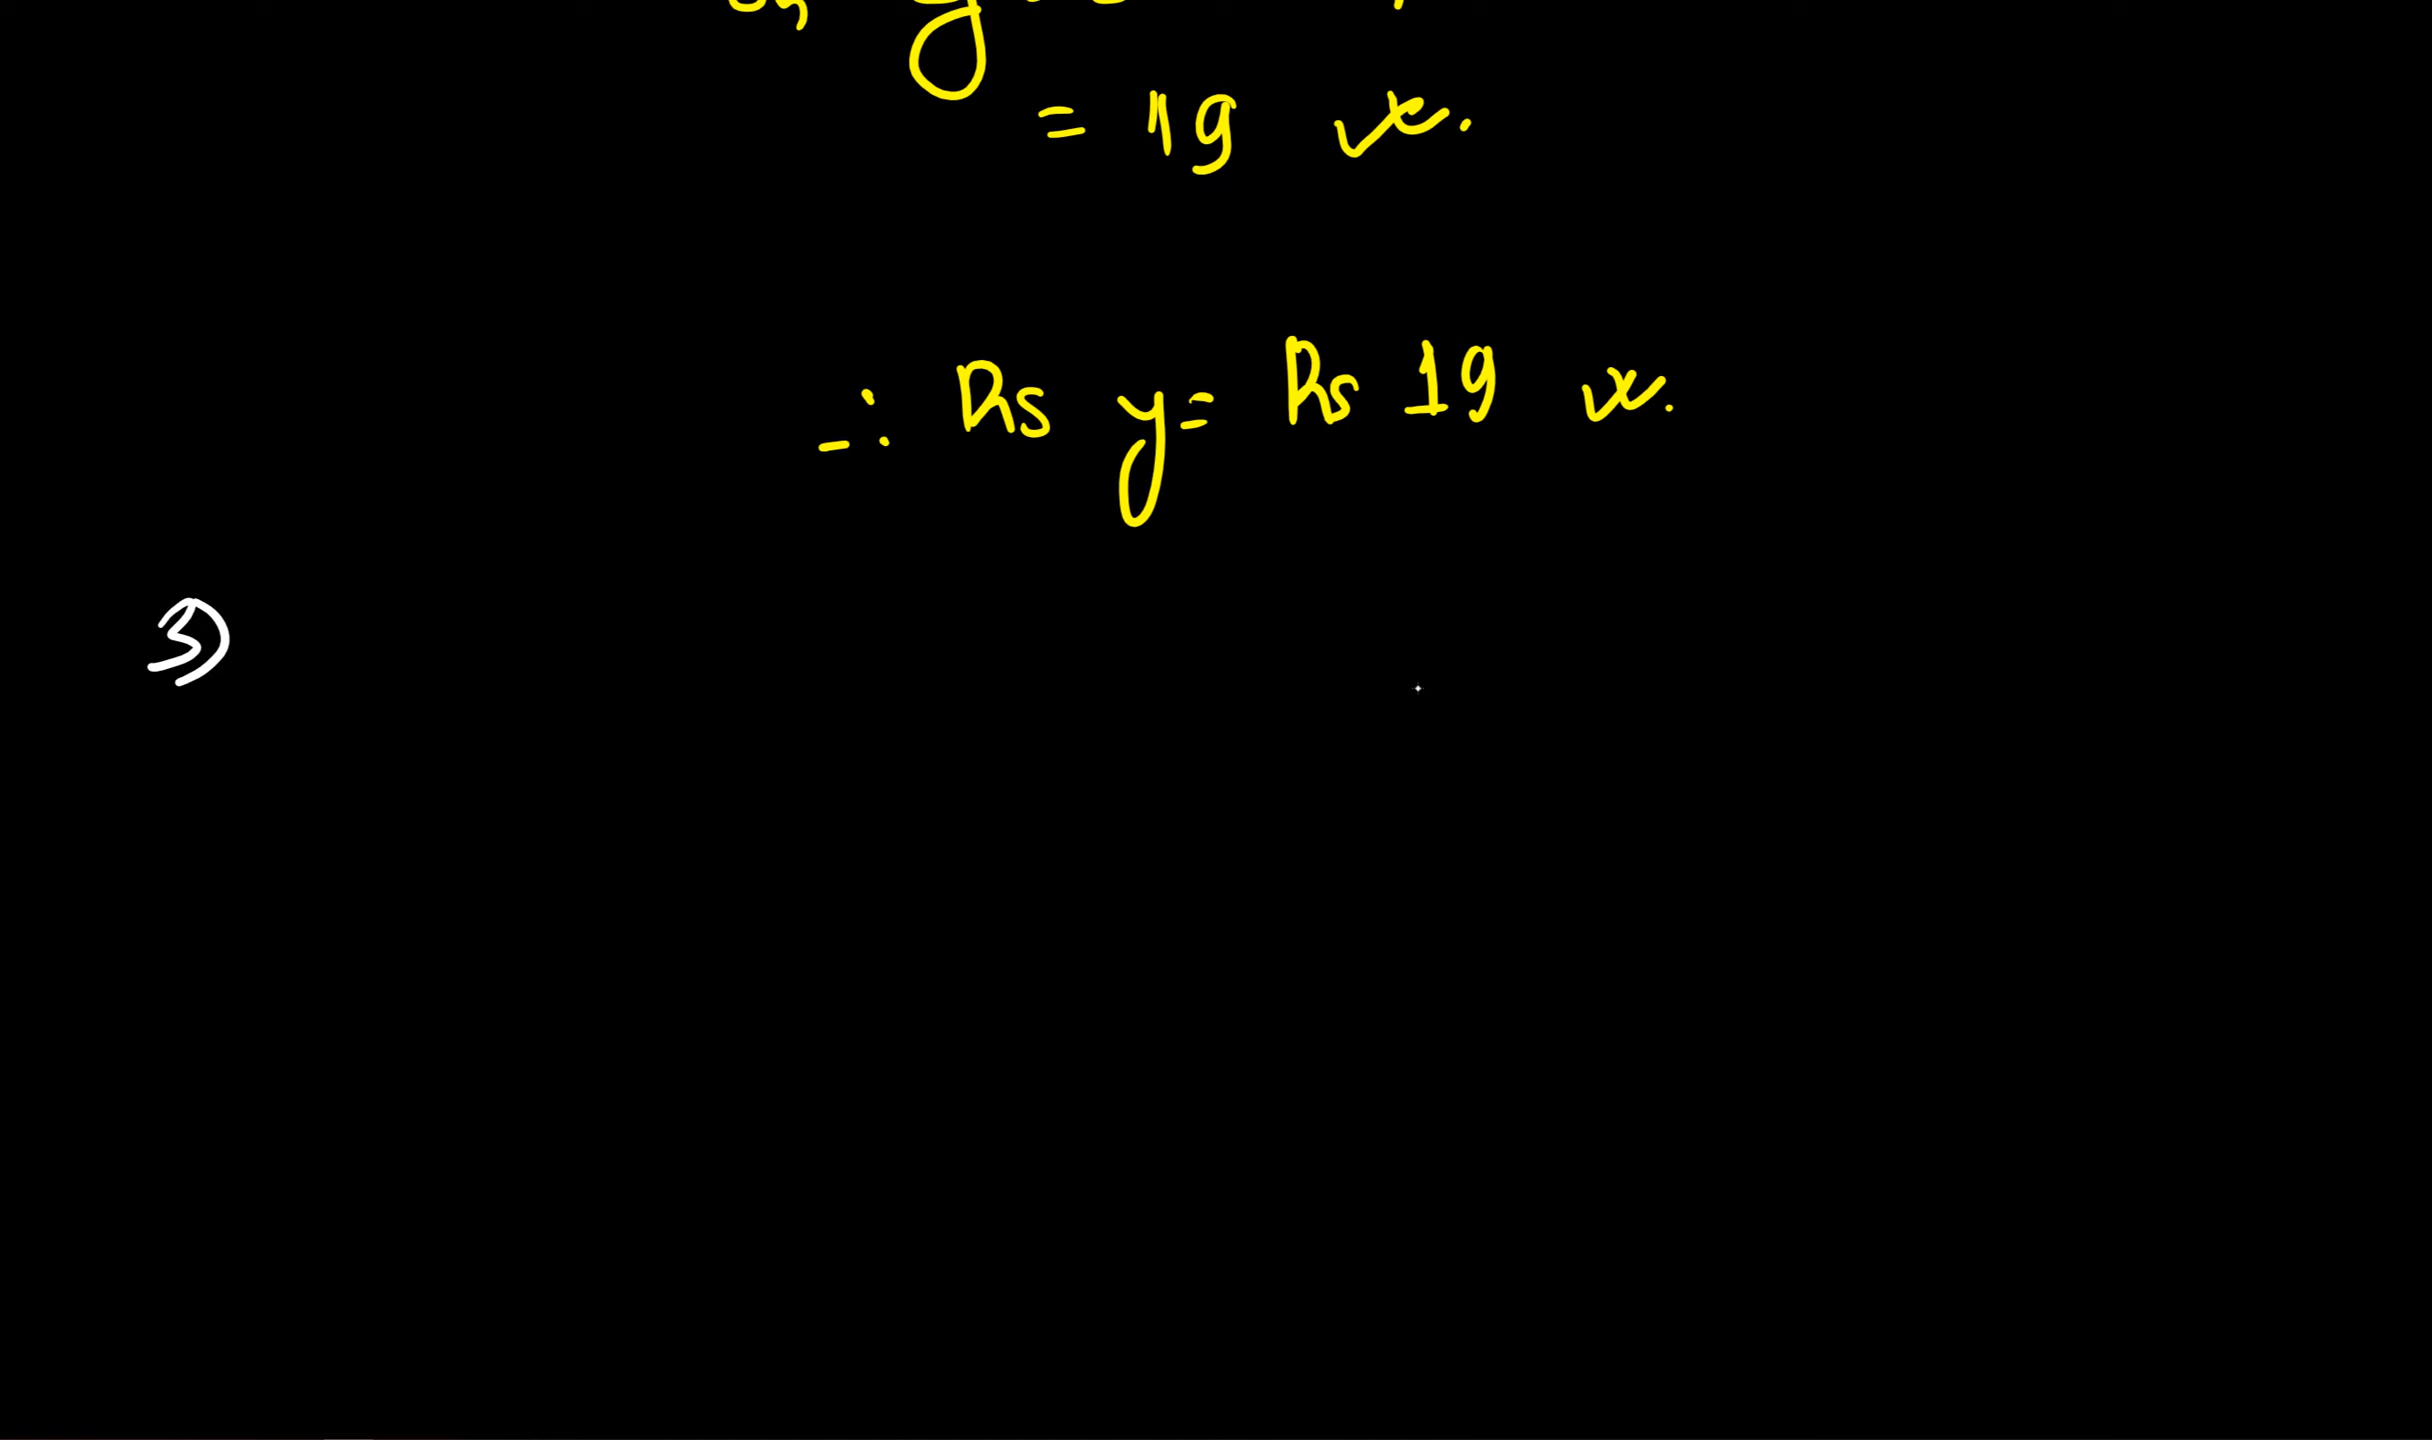 = 19
∴ Rs y = Rs 19
3)